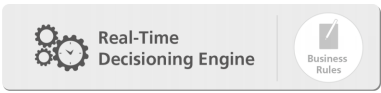 Real-Time
Decisioning Engine
Business
Rules